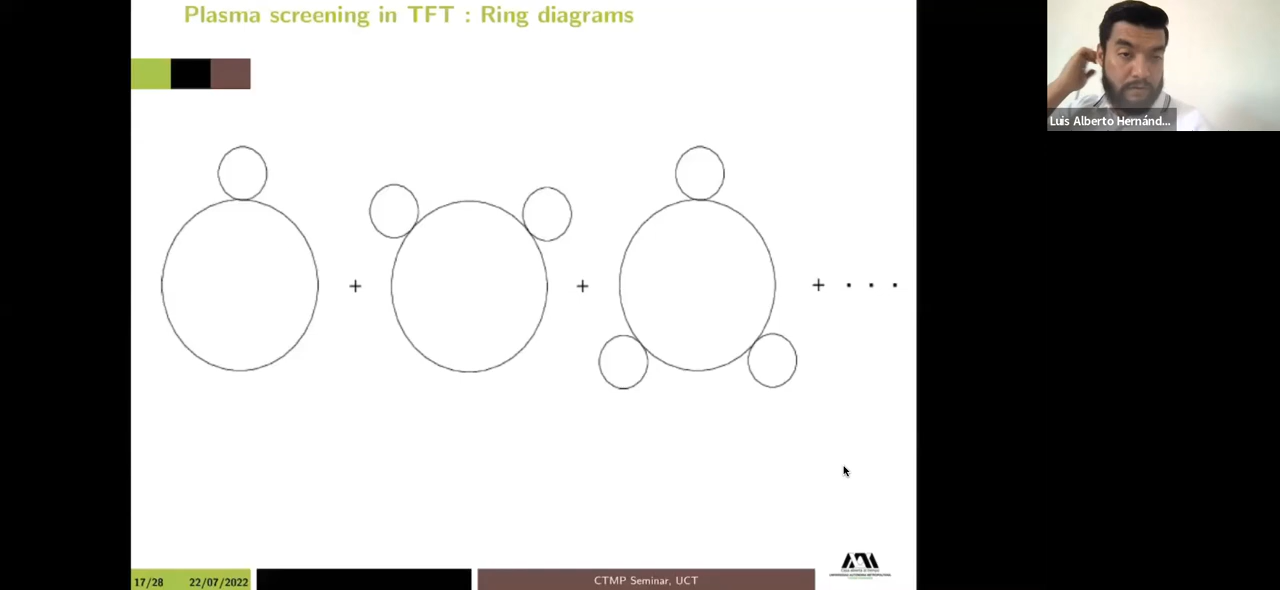 Plasma screening in TFT : Ring diagrams
Luis Alberto Hernánd...
+
+
+ · · ·
17/28 22/07/2022
CTMP Seminar, UCT